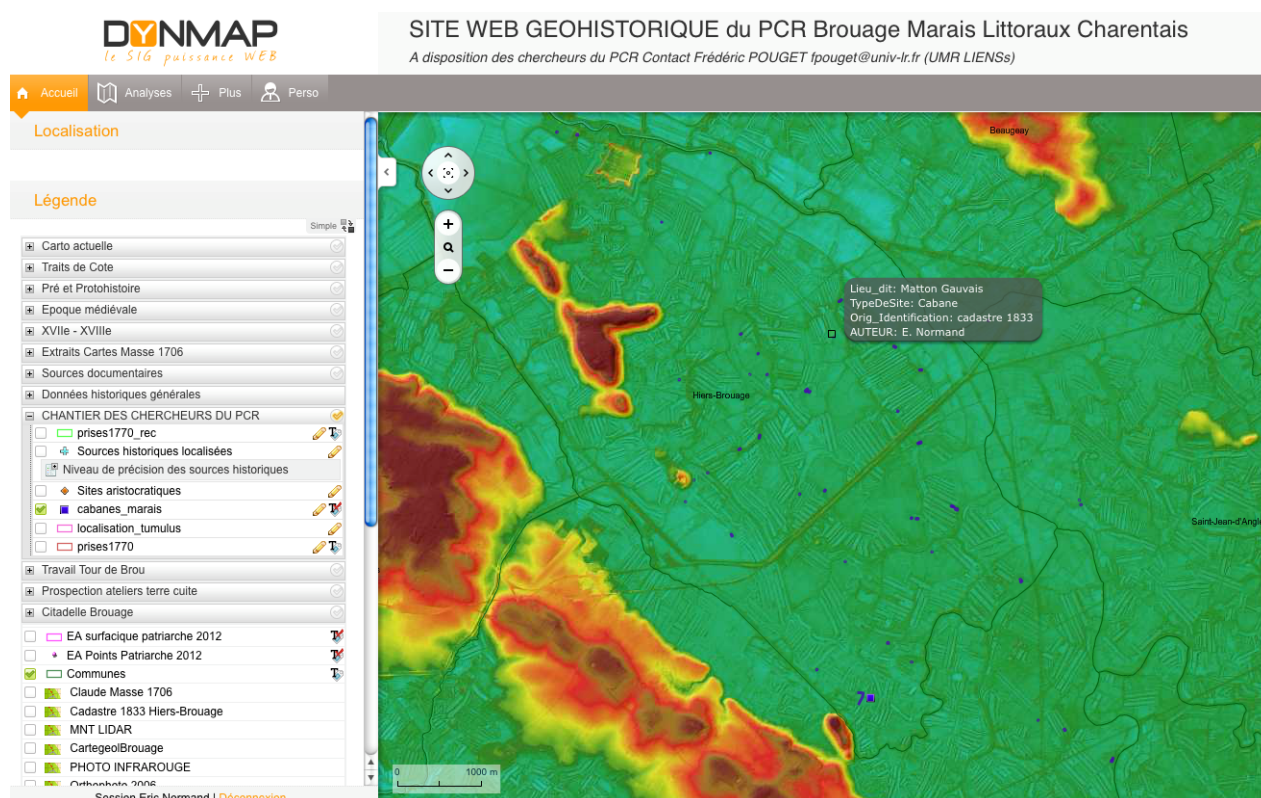 DYNMAP
le SIG puissance WEB
SITE WEB GEOHISTORIQUE du PCR Brouage Marais Littoraux Charentais
A disposition des chercheurs du PCR Contact Frédéric POUGET fpouget@univ-lr.fr (UMR LIENSs)
Accueil Analyses Plus Perso
Localisation
Légende
Simple
Carto actuelle
Traits de Cote
Pré et Protohistoire
Epoque médiévale
XVIIe - XVIIIe
Extraits Cartes Masse 1706
Sources documentaires
Données historiques générales
CHANTIER DES CHERCHEURS DU PCR
prises1770_rec
Sources historiques localisées
Niveau de précision des sources historiques
Sites aristocratiques
cabanes_marais
localisation_tumulus
prises1770
Travail Tour de Brou
Prospection ateliers terre cuite
Citadelle Brouage
EA surfacique patriarche 2012
EA Points Patriarche 2012
Communes
Claude Masse 1706
Cadastre 1833 Hiers-Brouage
MNT LIDAR
CartegeolBrouage
PHOTO INFRAROUGE
Orthophoto 2006
Session Eric Normand | Déconnexion
Beaugeay
Lieu_dit: Matton Gauvais
TypeDeSite: Cabane
Orig_Identification: cadastre 1833
AUTEUR: E. Normand
Hiers-Brouage
Saint-Jean-d'Angle
7
0 1000 m